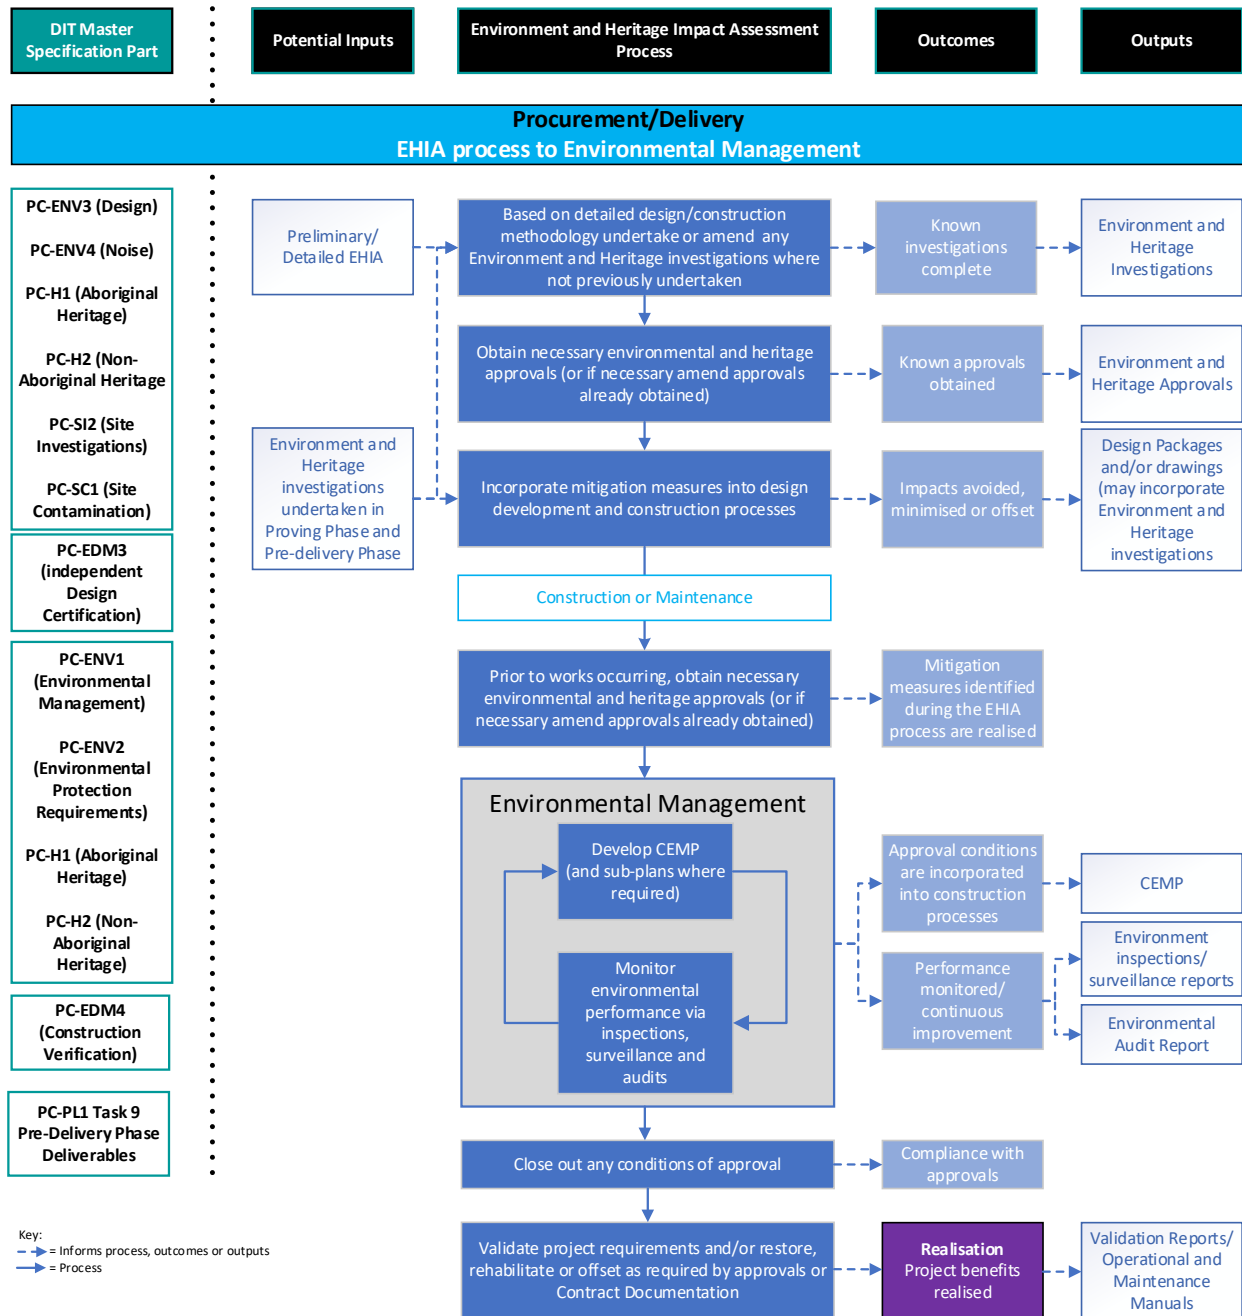 DIT Master
Specification Part
Potential Inputs
Environment and Heritage Impact Assessment
Process
Outcomes
Outputs
Procurement/Delivery
EHIA process to Environmental Management
PC-ENV3 (Design)
PC-ENV4 (Noise)
PC-H1 (Aboriginal
Heritage)
PC-H2 (Non-
Aboriginal Heritage
PC-SI2 (Site
Investigations)
PC-SC1 (Site
Contamination)
PC-EDM3
(independent
Design
Certification)
PC-ENV1
(Environmental
Management)
PC-ENV2
(Environmental
Protection
Requirements)
PC-H1 (Aboriginal
Heritage)
PC-H2 (Non-
Aboriginal
Heritage)
PC-EDM4
(Construction
Verification)
PC-PL1 Task 9
Pre-Delivery Phase
Deliverables
Preliminary/
Detailed EHIA
Based on detailed design/construction
methodology undertake or amend any
Environment and Heritage investigations where
not previously undertaken
Known
investigations
complete
Environment and
Heritage
Investigations
Obtain necessary environmental and heritage
approvals (or if necessary amend approvals
already obtained)
Known approvals
obtained
Environment and
Heritage Approvals
Environment and
Heritage
investigations
undertaken in
Proving Phase and
Pre-delivery Phase
Incorporate mitigation measures into design
development and construction processes
Impacts avoided,
minimised or offset
Design Packages
and/or drawings
(may incorporate
Environment and
Heritage
investigations
Construction or Maintenance
Prior to works occurring, obtain necessary
environmental and heritage approvals (or if
necessary amend approvals already obtained)
Mitigation
measures identified
during the EHIA
process are realised
Environmental Management
Develop CEMP
(and sub-plans where
required)
Monitor
environmental
performance via
inspections,
surveillance and
audits
Approval conditions
are incorporated
into construction
processes
CEMP
Performance
monitored/
continuous
improvement
Environment
inspections/
surveillance reports
Environmental
Audit Report
Close out any conditions of approval
Compliance with
approvals
Validate project requirements and/or restore,
rehabilitate or offset as required by approvals or
Contract Documentation
Realisation
Project benefits
realised
Validation Reports/
Operational and
Maintenance
Manuals
Key:
= Informs process, outcomes or outputs
= Process